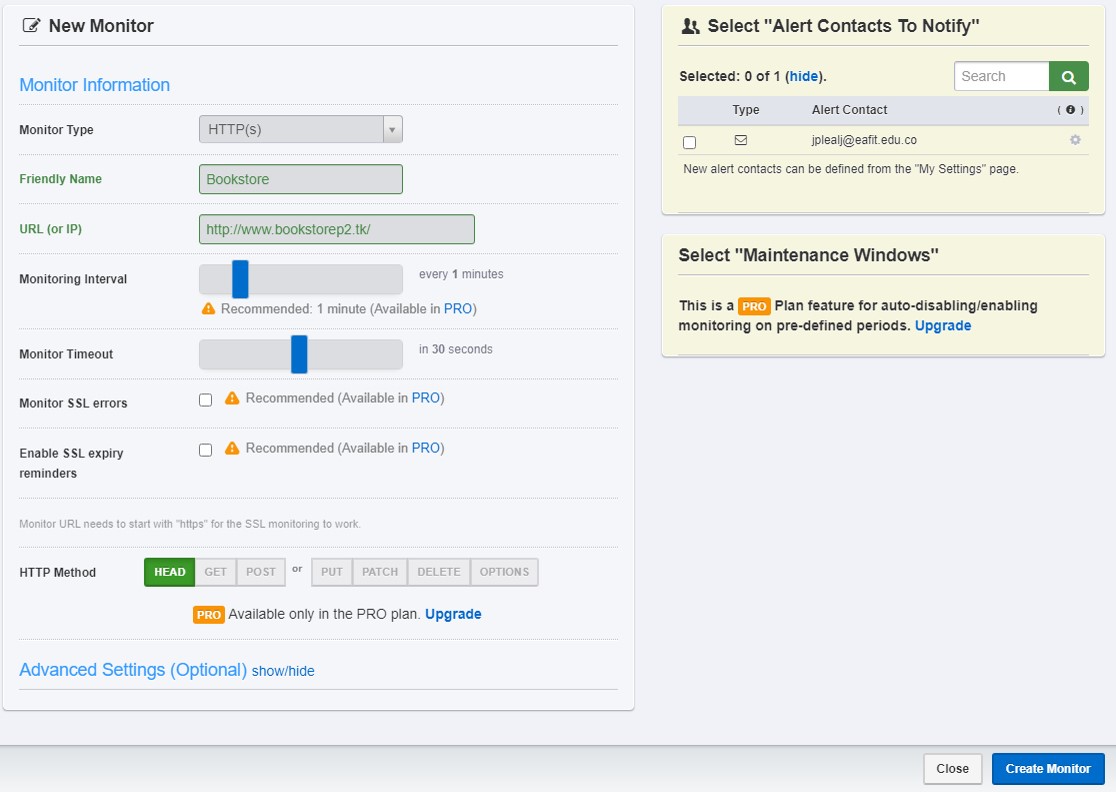 New Monitor
Monitor Information
Monitor Type
HTTP(s)
Friendly Name
Bookstore
URL (or IP)
http://www.bookstorep2.tk/
Monitoring Interval
every 1 minutes
Recommended: 1 minute (Available in PRO)
Monitor Timeout
in 30 seconds
Monitor SSL errors
Recommended (Available in PRO)
Enable SSL expiry
reminders
Recommended (Available in PRO)
Monitor URL needs to start with "https" for the SSL monitoring to work.
HTTP Method
HEAD GET POST or PUT PATCH DELETE OPTIONS
PRO Available only in the PRO plan. Upgrade
Advanced Settings (Optional) show/hide
Select "Alert Contacts To Notify"
Selected: 0 of 1 (hide).
Search
Type Alert Contact ( i )
jplealj@eafit.edu.co
New alert contacts can be defined from the "My Settings" page.
Select "Maintenance Windows"
This is a PRO Plan feature for auto-disabling/enabling
monitoring on pre-defined periods. Upgrade
Close
Create Monitor